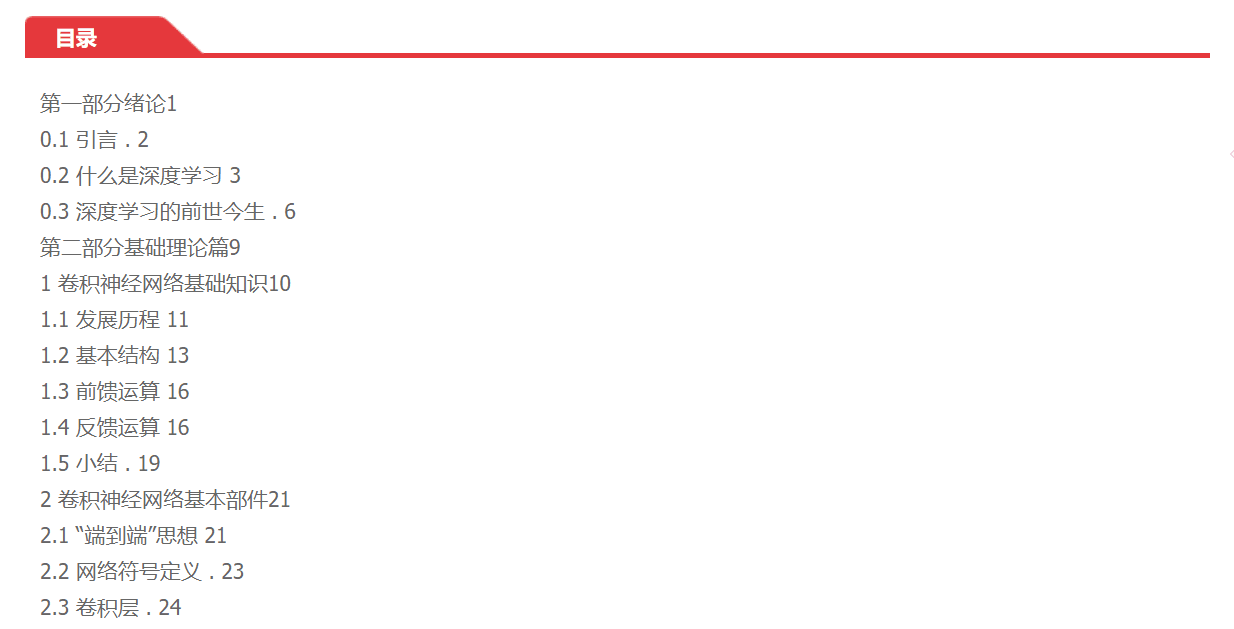 目录
第一部分绪论1
0.1 引言 . 2
0.2 什么是深度学习 3
0.3 深度学习的前世今生 . 6
第二部分基础理论篇9
1 卷积神经网络基础知识10
1.1 发展历程 11
1.2 基本结构 13
1.3 前馈运算 16
1.4 反馈运算 16
1.5 小结 . 19
2 卷积神经网络基本部件21
2.1 “端到端”思想 21
2.2 网络符号定义 . 23
2.3 卷积层 . 24